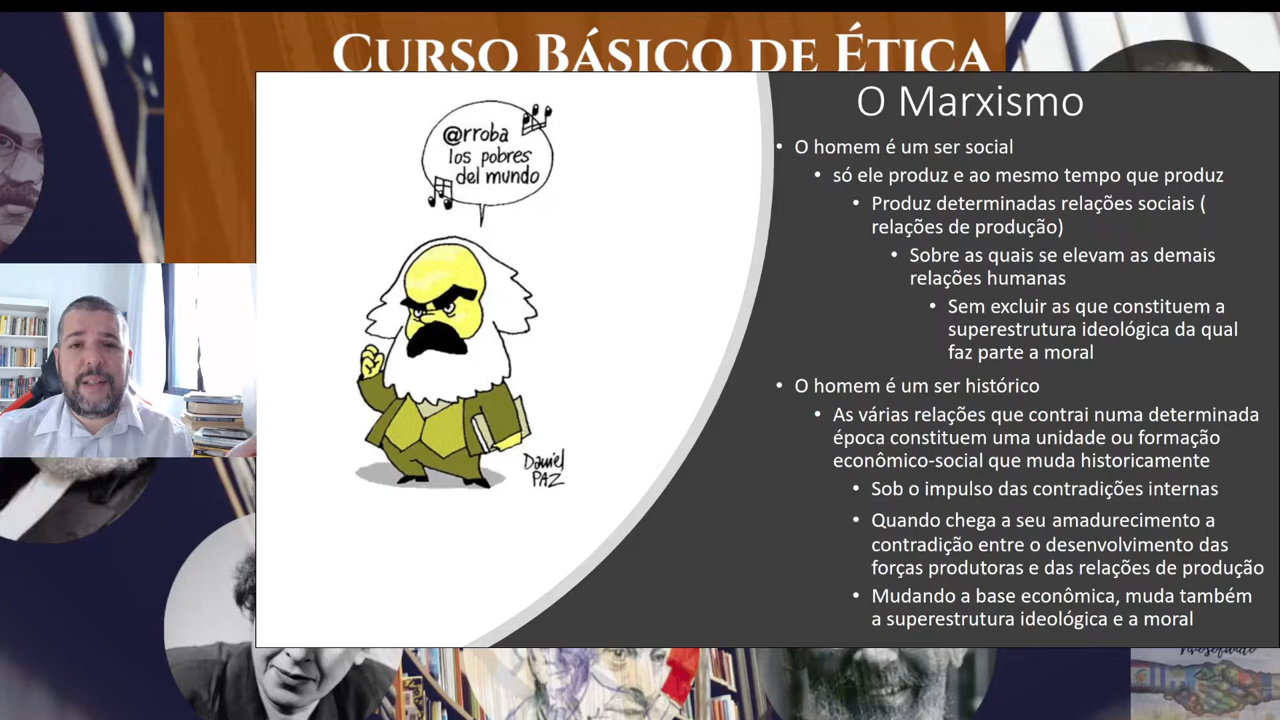 CURSO BÁSICO DE ÉTICA
@rroba
los pobres
del mundo
Daniel
PAZ
O Marxismo
• O homem é um ser social
• só ele produz e ao mesmo tempo que produz
• Produz determinadas relações sociais (
relações de produção)
• Sobre as quais se elevam as demais
relações humanas
• Sem excluir as que constituem a
superestrutura ideológica da qual
faz parte a moral
• O homem é um ser histórico
• As várias relações que contrai numa determinada
época constituem uma unidade ou formação
econômico-social que muda historicamente
• Sob o impulso das contradições internas
• Quando chega a seu amadurecimento a
contradição entre o desenvolvimento das
forças produtoras e das relações de produção
• Mudando a base econômica, muda também
a superestrutura ideológica e a moral